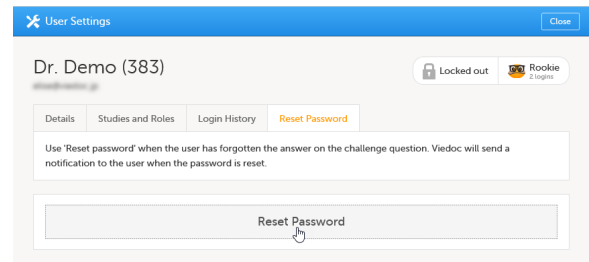 User Settings
Close
Dr. Demo (383)
Locked out
Rookie
2 logins
Details
Studies and Roles
Login History
Reset Password
Use 'Reset password' when the user has forgotten the answer on the challenge question. Viedoc will send a
notification to the user when the password is reset.
Reset Password